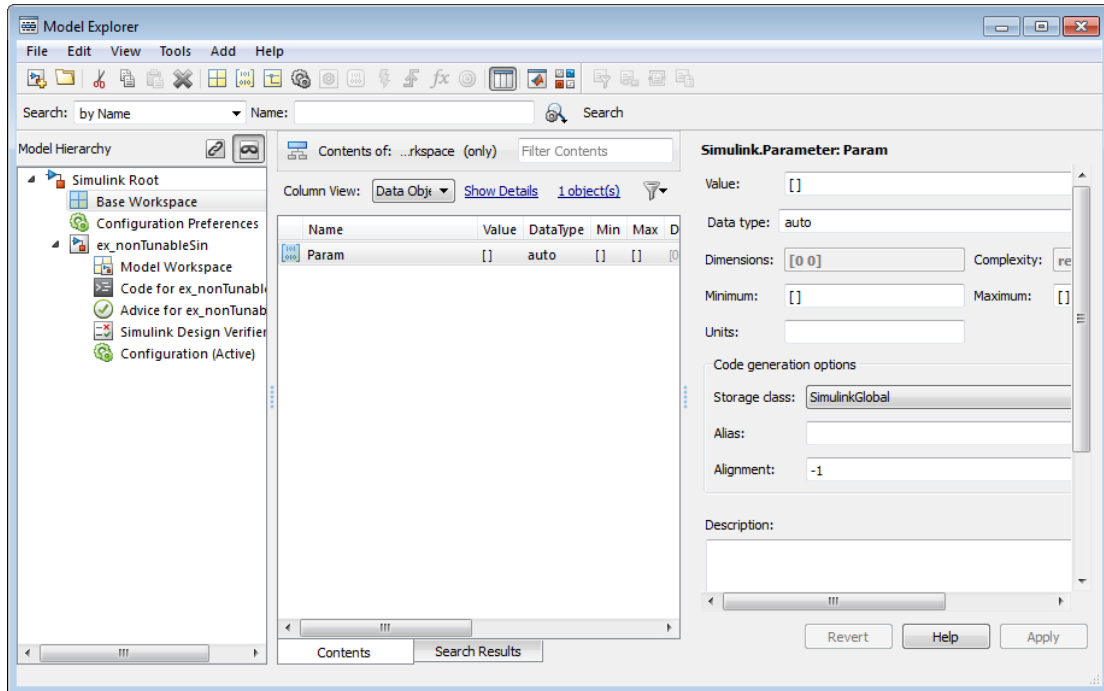 Model Explorer
File Edit View Tools Add Help
fx
Search: by Name Name: Search
Model Hierarchy
Simulink Root
Base Workspace
Configuration Preferences
ex_nonTunableSin
Model Workspace
Code for ex_nonTunabl
Advice for ex_nonTunab
Simulink Design Verifier
Configuration (Active)
Contents of: ...rkspace (only) Filter Contents
Column View: Data Obje Show Details 1 object(s)
Name Value DataType Min Max D
Param [] auto [] [] [0
Contents Search Results
Simulink.Parameter: Param
Value: []
Data type: auto
Dimensions: [0 0] Complexity: re
Minimum: [] Maximum: []
Units:
Code generation options
Storage class: SimulinkGlobal
Alias:
Alignment: -1
Description:
Revert Help Apply